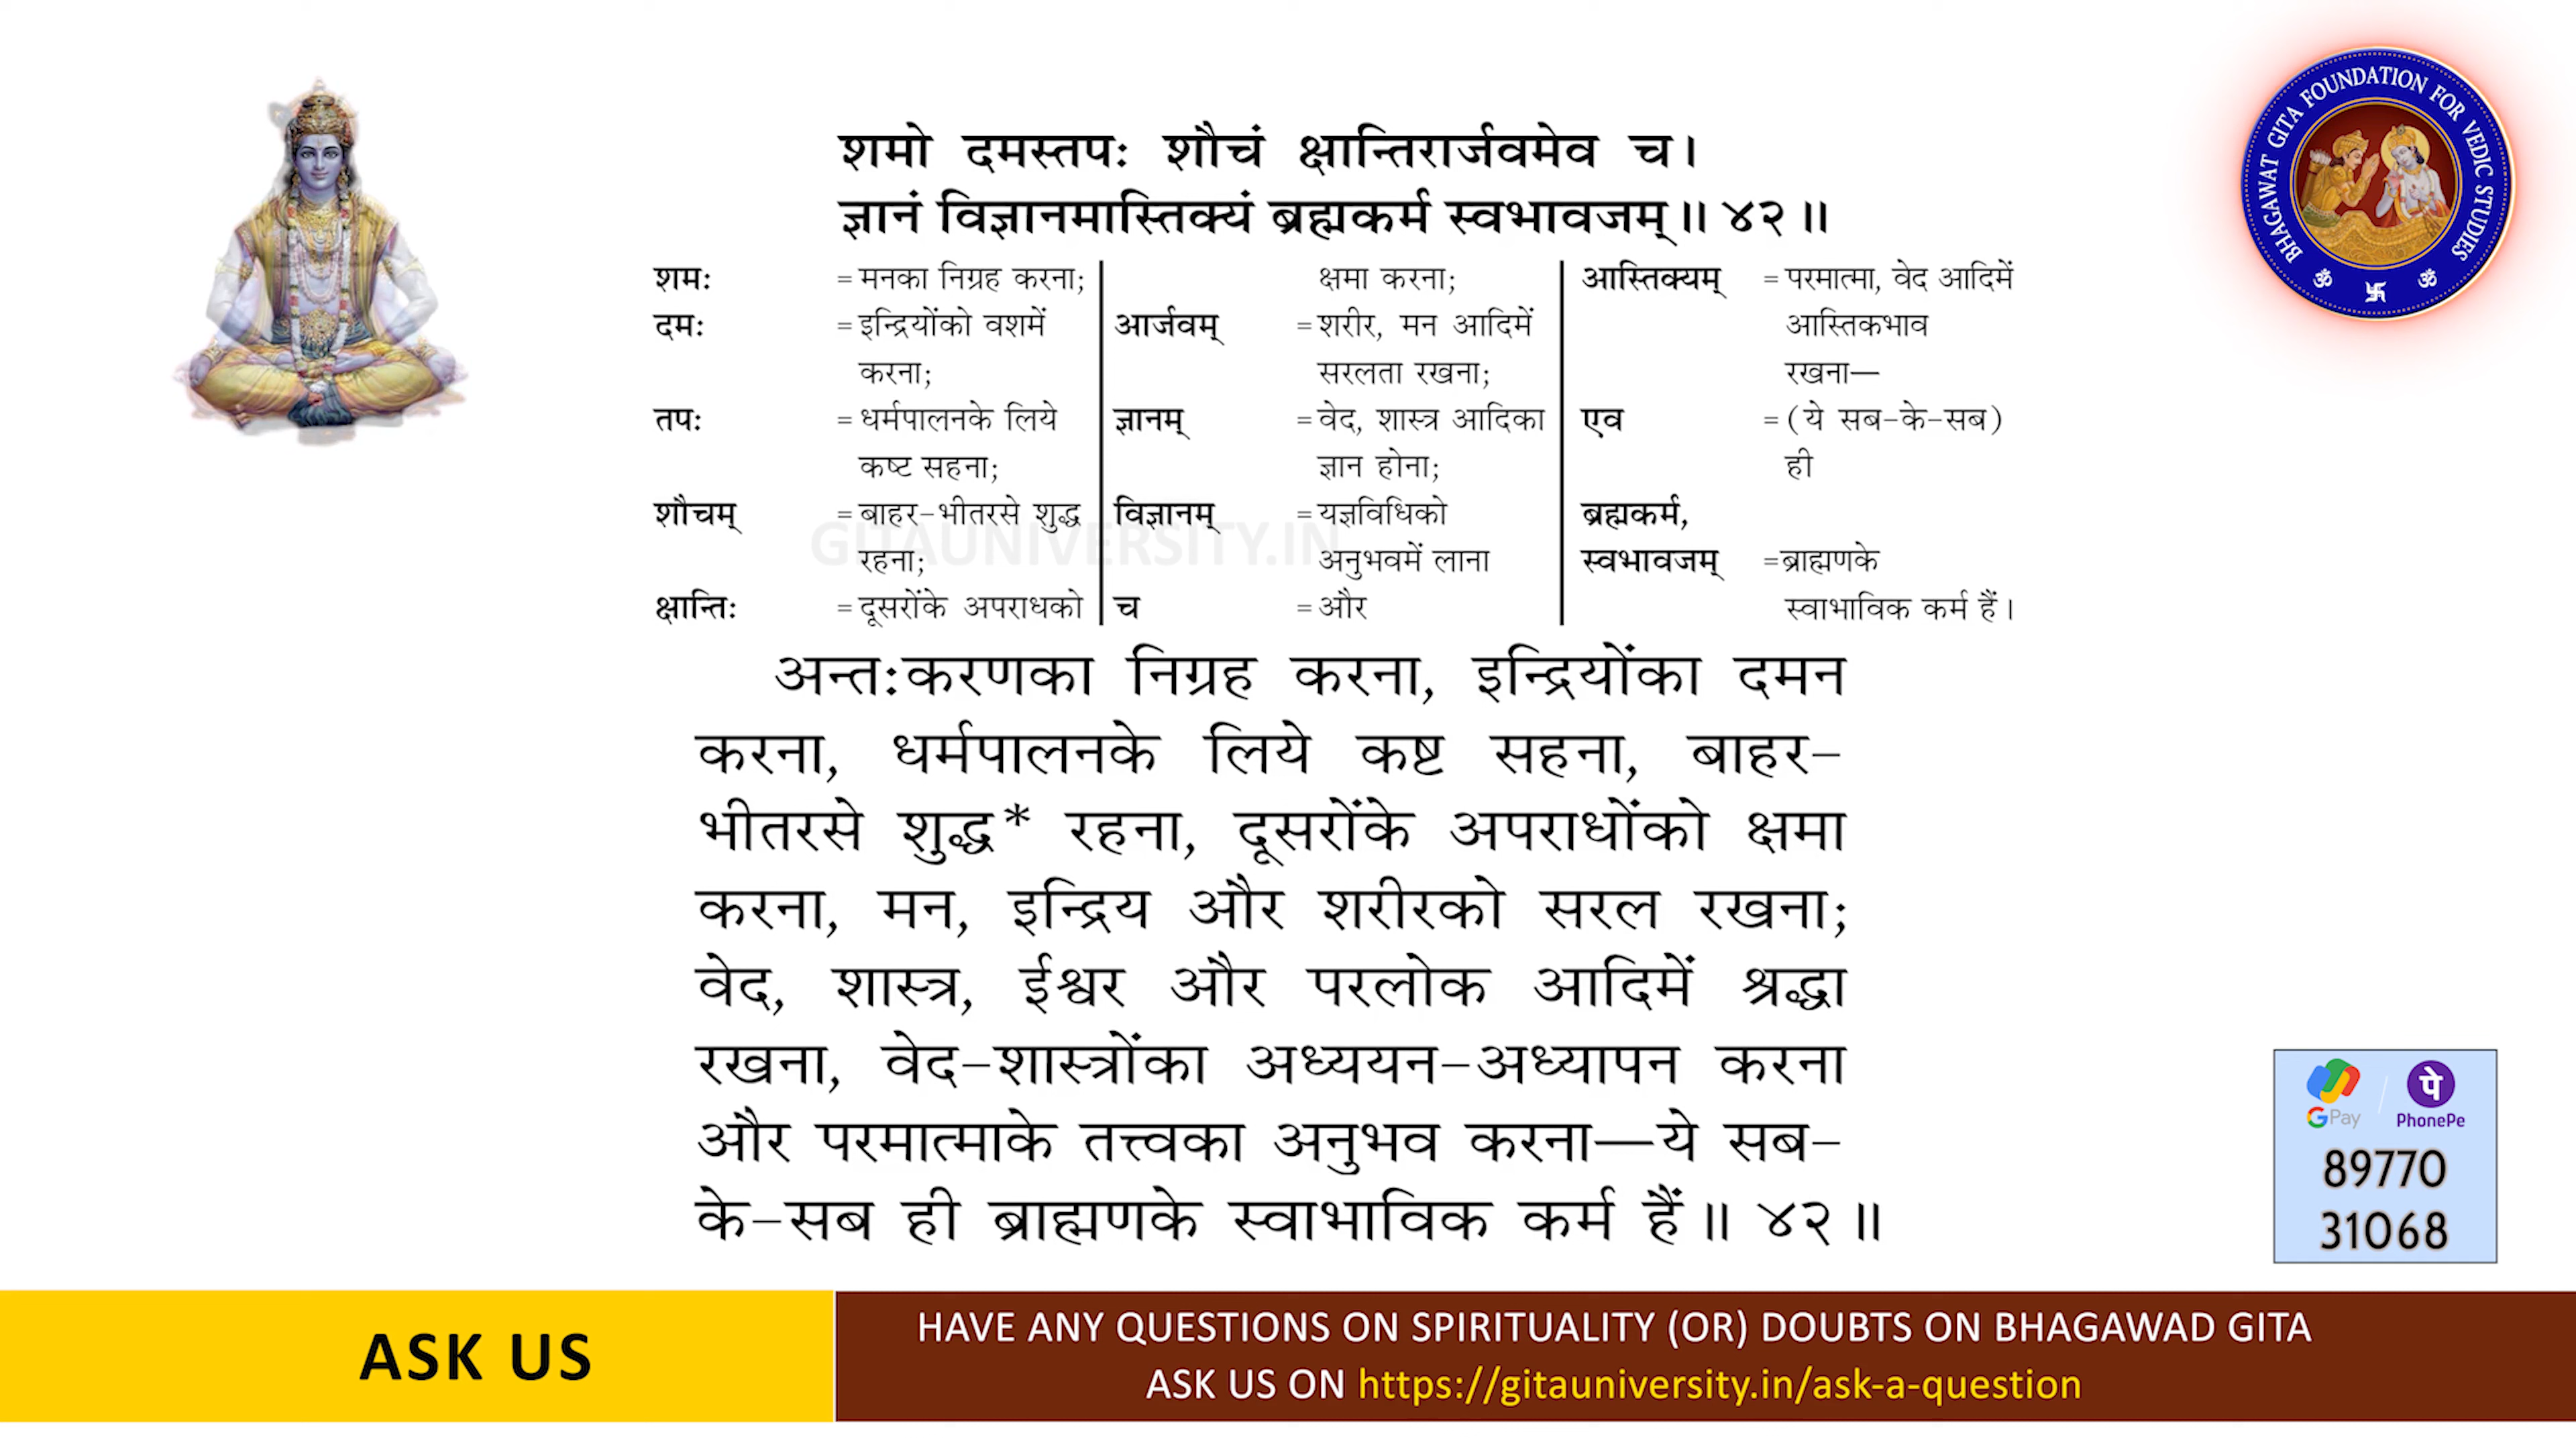 शमो दमस्तपः शौचं क्षान्तिरार्जवमेव च।
ज्ञानं विज्ञानमास्तिक्यं ब्रह्मकर्म स्वभावजम्॥ ४२॥
शमः = मनका निग्रह करना;
दमः = इन्द्रियोंको वशमें
करना;
तपः = धर्मपालनके लिये
कष्ट सहना;
शौचम् = बाहर-भीतरसे शुद्ध
रहना;
क्षान्तिः = दूसरोंके अपराधको
क्षमा करना;
आर्जवम् = शरीर, मन आदिमें
सरलता रखना;
ज्ञानम् = वेद, शास्त्र आदिका
ज्ञान होना;
विज्ञानम् = यज्ञविधिको
अनुभवमें लाना
च = और
आस्तिक्यम् = परमात्मा, वेद आदिमें
आस्तिकभाव
रखना—
एव = (ये सब-के-सब)
ही
ब्रह्मकर्म,
स्वभावजम् =ब्राह्मणके
स्वाभाविक कर्म हैं।
GITAUNIVERSITY.IN
अन्तःकरणका निग्रह करना, इन्द्रियोंका दमन
करना, धर्मपालनके लिये कष्ट सहना, बाहर-
भीतरसे शुद्ध* रहना, दूसरोंके अपराधोंको क्षमा
करना, मन, इन्द्रिय और शरीरको सरल रखना;
वेद, शास्त्र, ईश्वर और परलोक आदिमें श्रद्धा
रखना, वेद-शास्त्रोंका अध्ययन-अध्यापन करना
और परमात्माके तत्त्वका अनुभव करना—ये सब-
के-सब ही ब्राह्मणके स्वाभाविक कर्म हैं॥ ४२॥
BHAGAWAT GITA FOUNDATION FOR VEDIC STUDIES
ॐ 卐 ॐ
G Pay पे PhonePe
89770
31068
ASK US
HAVE ANY QUESTIONS ON SPIRITUALITY (OR) DOUBTS ON BHAGAWAD GITA
ASK US ON https://gitauniversity.in/ask-a-question